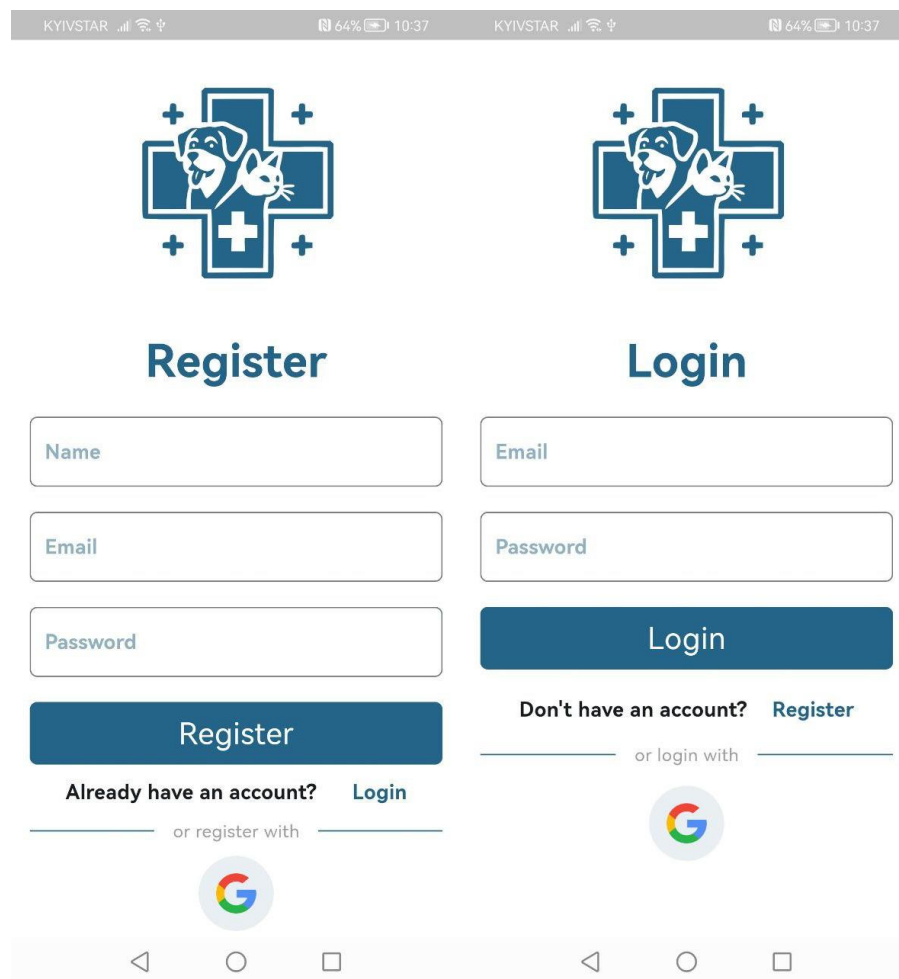 KYIVSTAR 64% 10:37
Register
Name
Email
Password
Register
Already have an account? Login
or register with
G
KYIVSTAR 64% 10:37
Login
Email
Password
Login
Don't have an account? Register
or login with
G